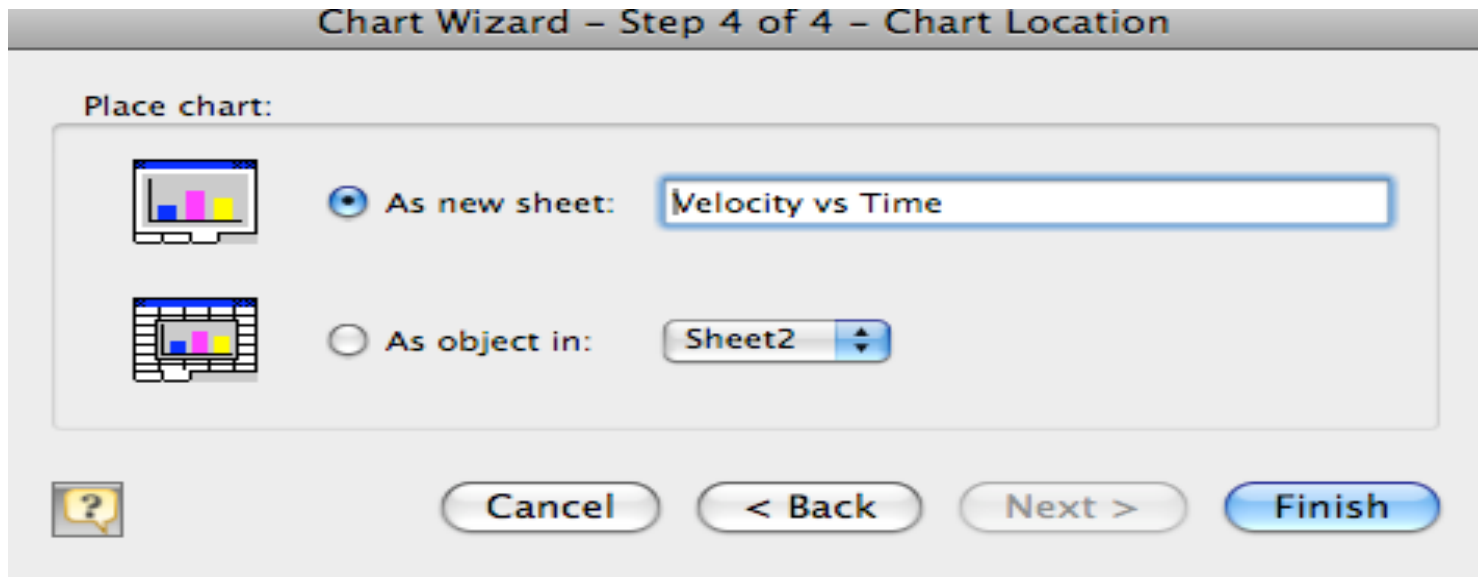 Chart Wizard – Step 4 of 4 – Chart Location
Place chart:
As new sheet: Velocity vs Time
As object in: Sheet2
? Cancel < Back Next > Finish